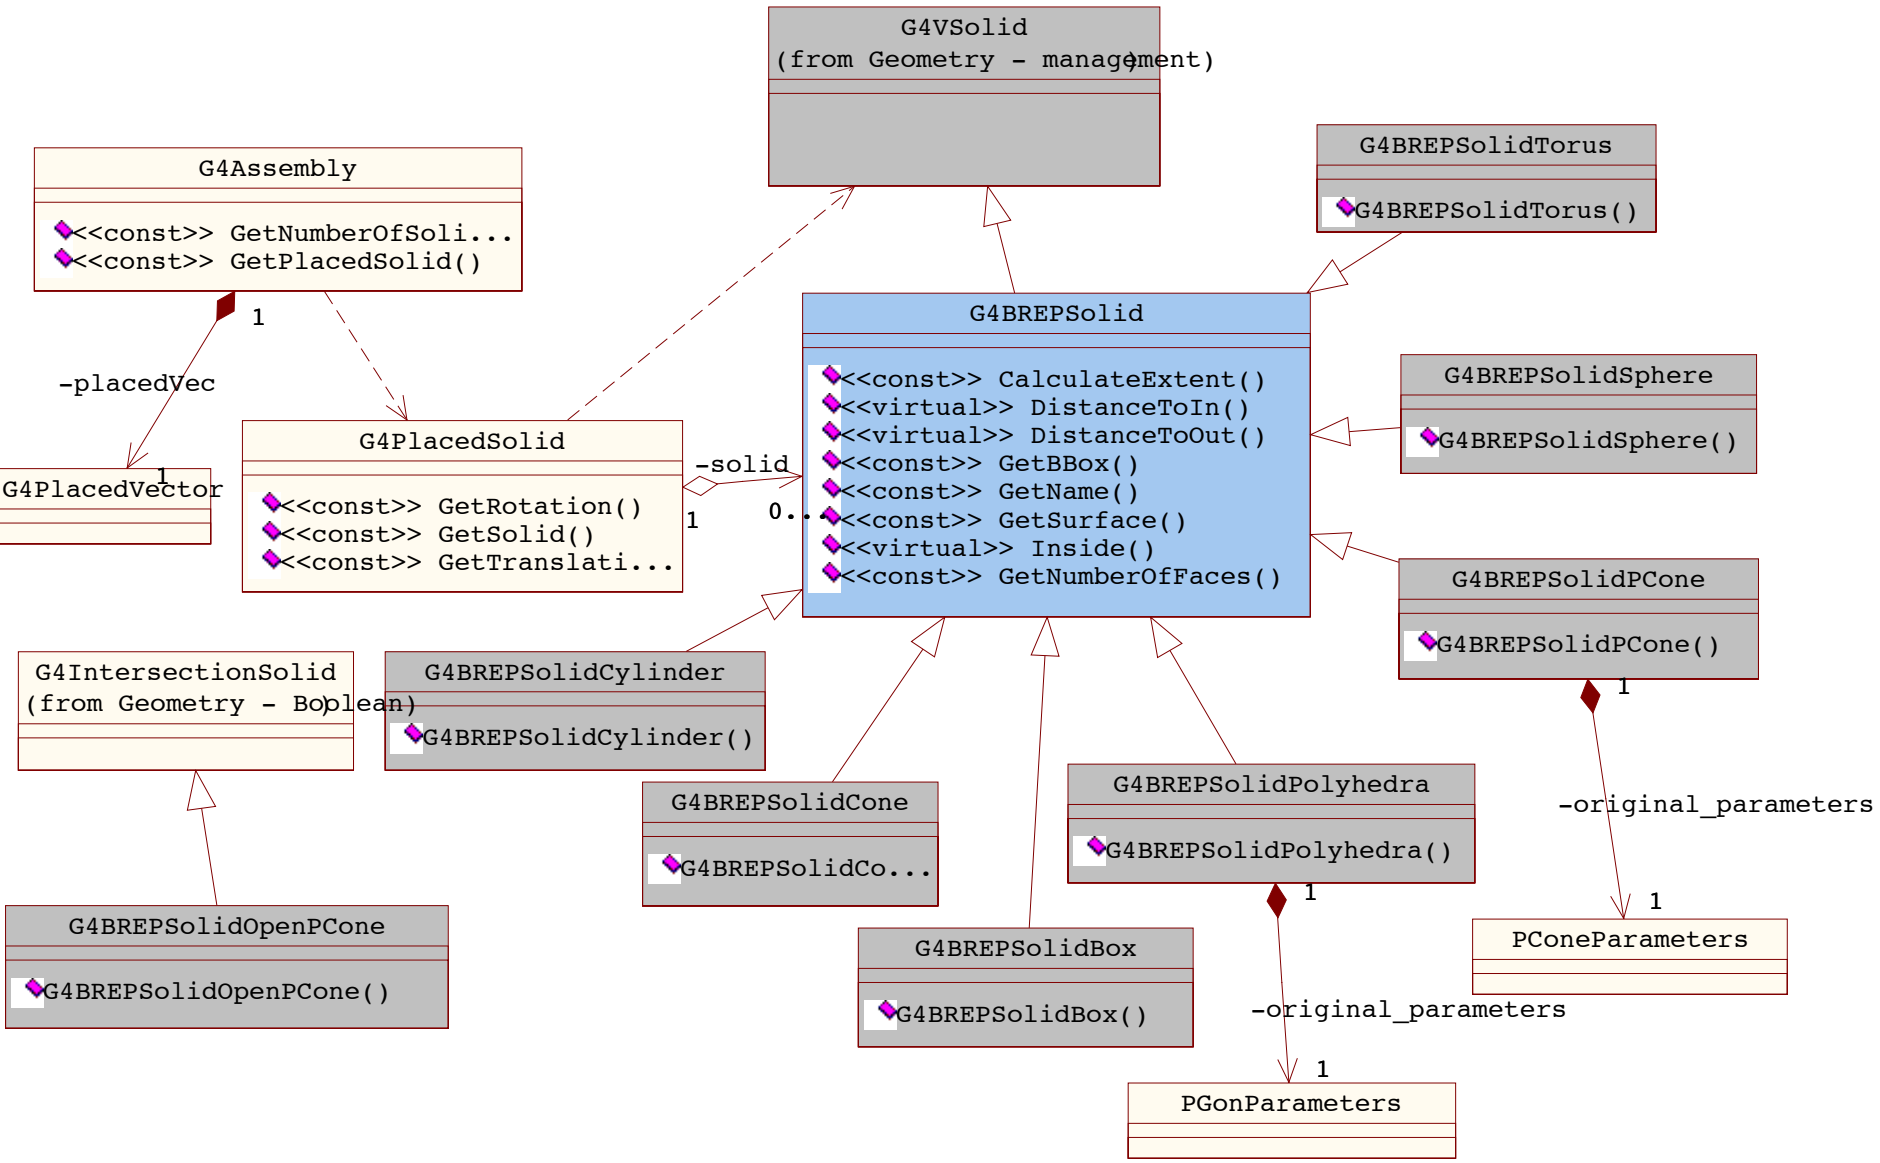 G4VSolid
(from Geometry - management)
)
G4BREPSolidTorus
G4BREPSolidTorus()
G4Assembly
<<const>> GetNumberOfSoli...
<<const>> GetPlacedSolid()
1
-placedVec
1
G4PlacedVector
G4PlacedSolid
<<const>> GetRotation()
<<const>> GetSolid()
<<const>> GetTranslati...
-solid
1
0...
G4BREPSolid
<<const>> CalculateExtent()
<<virtual>> DistanceToIn()
<<virtual>> DistanceToOut()
<<const>> GetBBox()
<<const>> GetName()
<<const>> GetSurface()
<<virtual>> Inside()
<<const>> GetNumberOfFaces()
G4BREPSolidSphere
G4BREPSolidSphere()
G4BREPSolidPCone
G4BREPSolidPCone()
1
-original_parameters
1
PConeParameters
G4IntersectionSolid
(from Geometry - Boolean)
)
G4BREPSolidCylinder
G4BREPSolidCylinder()
G4BREPSolidCone
G4BREPSolidCo...
G4BREPSolidPolyhedra
G4BREPSolidPolyhedra()
1
-original_parameters
1
PGonParameters
G4BREPSolidOpenPCone
G4BREPSolidOpenPCone()
G4BREPSolidBox
G4BREPSolidBox()